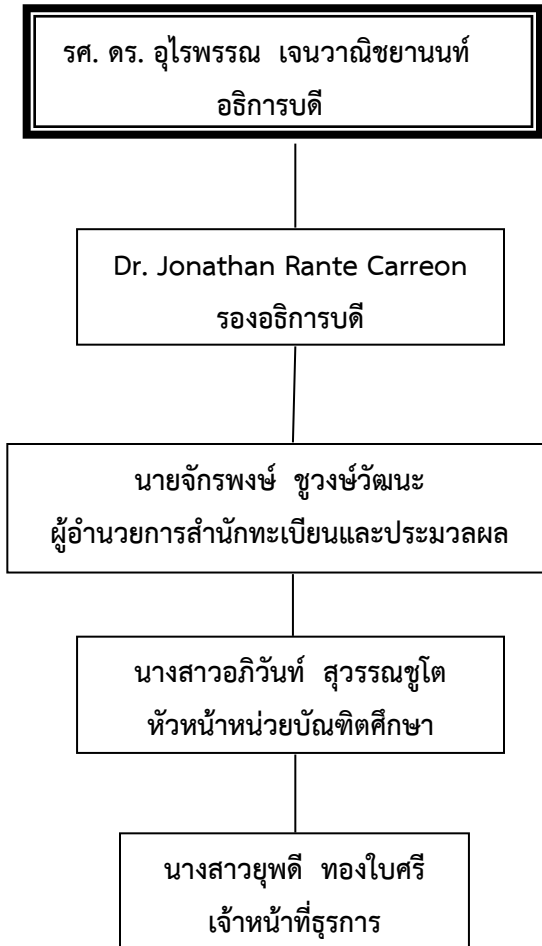 รศ. ดร. อุไรพรรณ เจนวาณิชยานนท์
อธิการบดี
Dr. Jonathan Rante Carreon
รองอธิการบดี
นายจักรพงษ์ ชูวงษ์วัฒนะ
ผู้อำนวยการสำนักทะเบียนและประมวลผล
นางสาวอภิวันท์ สุวรรณชูโต
หัวหน้าหน่วยบัณฑิตศึกษา
นางสาวยุพดี ทองใบศรี
เจ้าหน้าที่ธุรการ